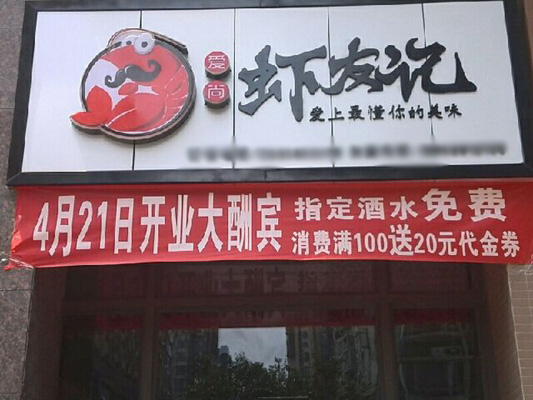 爱尚
虾友记
爱上最懂你的美味
4月21日开业大酬宾 指定酒水免费
消费满100送20元代金券